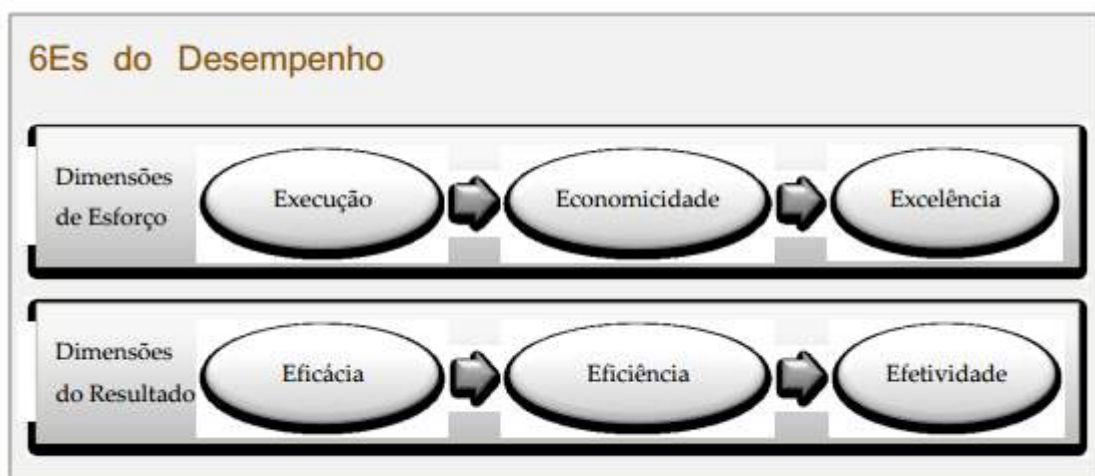 6Es do Desempenho
Dimensões
de Esforço
Execução
Economicidade
Excelência
Dimensões
do Resultado
Eficácia
Eficiência
Efetividade